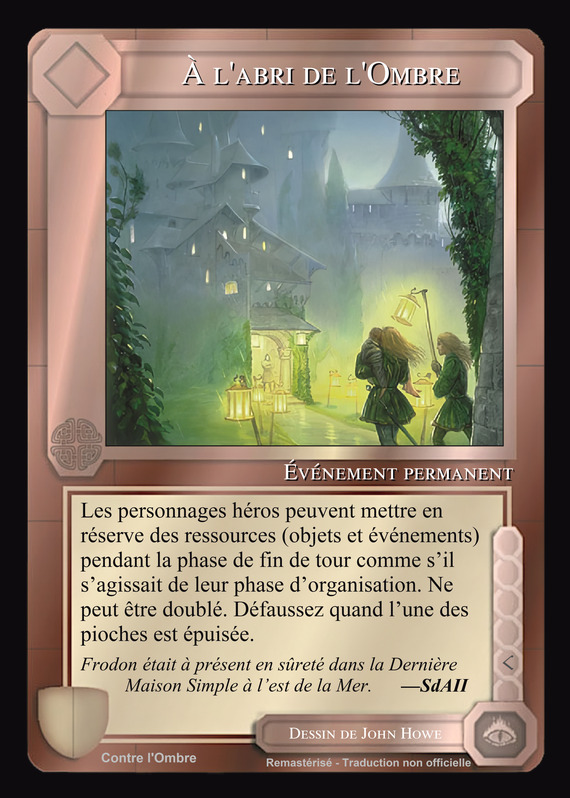 À l'abri de l'Ombre
Événement permanent
Les personnages héros peuvent mettre en
réserve des ressources (objets et événements)
pendant la phase de fin de tour comme s’il
s’agissait de leur phase d’organisation. Ne
peut être doublé. Défaussez quand l’une des
pioches est épuisée.
Frodon était à présent en sûreté dans la Dernière
Maison Simple à l’est de la Mer. —SdAII
Dessin de John Howe
Contre l'Ombre
Remastérisé - Traduction non officielle